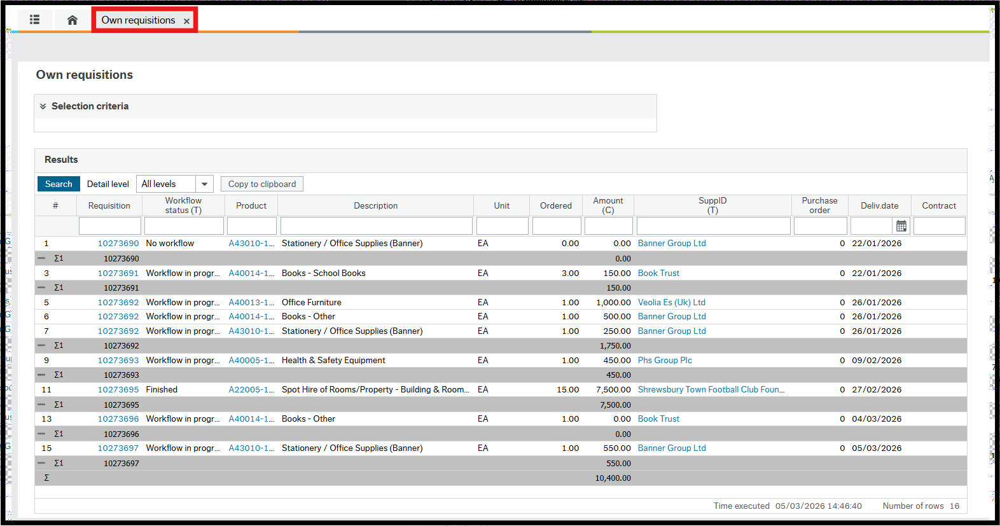 Own requisitions ×
Own requisitions
Selection criteria
Results
Search Detail level All levels Copy to clipboard
# Requisition Workflow status (T) Product Description Unit Ordered Amount (C) SuppID (T) Purchase order Deliv.date Contract
1 10273690 No workflow A43010-1... Stationery / Office Supplies (Banner) EA 0.00 0.00 Banner Group Ltd 0 22/01/2026
Σ1 10273690 0.00
3 10273691 Workflow in progr... A40014-1... Books - School Books EA 3.00 150.00 Book Trust 0 22/01/2026
Σ1 10273691 150.00
5 10273692 Workflow in progr... A40013-1... Office Furniture EA 1.00 1,000.00 Veolia Es (Uk) Ltd 0 26/01/2026
6 10273692 Workflow in progr... A40014-1... Books - Other EA 1.00 500.00 Banner Group Ltd 0 26/01/2026
7 10273692 Workflow in progr... A43010-1... Stationery / Office Supplies (Banner) EA 1.00 250.00 Banner Group Ltd 0 26/01/2026
Σ1 10273692 1,750.00
9 10273693 Workflow in progr... A40005-1... Health & Safety Equipment EA 1.00 450.00 Phs Group Plc 0 09/02/2026
Σ1 10273693 450.00
11 10273695 Finished A22005-1... Spot Hire of Rooms/Property - Building & Room... EA 15.00 7,500.00 Shrewsbury Town Football Club Foun... 0 27/02/2026
Σ1 10273695 7,500.00
13 10273696 Workflow in progr... A40014-1... Books - Other EA 1.00 0.00 Book Trust 0 04/03/2026
Σ1 10273696 0.00
15 10273697 Workflow in progr... A43010-1... Stationery / Office Supplies (Banner) EA 1.00 550.00 Banner Group Ltd 0 05/03/2026
Σ1 10273697 550.00
Σ 10,400.00
Time executed 05/03/2026 14:46:40 Number of rows 16